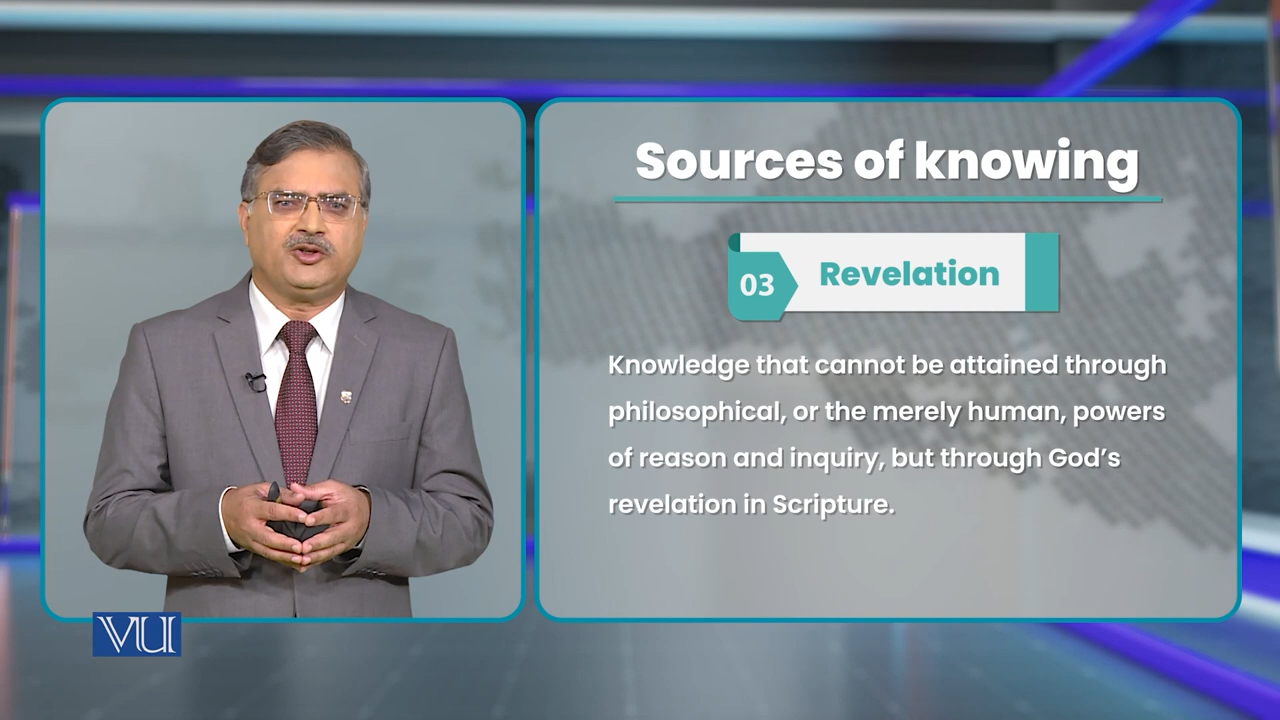 Sources of knowing
03
Revelation
Knowledge that cannot be attained through
philosophical, or the merely human, powers
of reason and inquiry, but through God's
revelation in Scripture.
VU